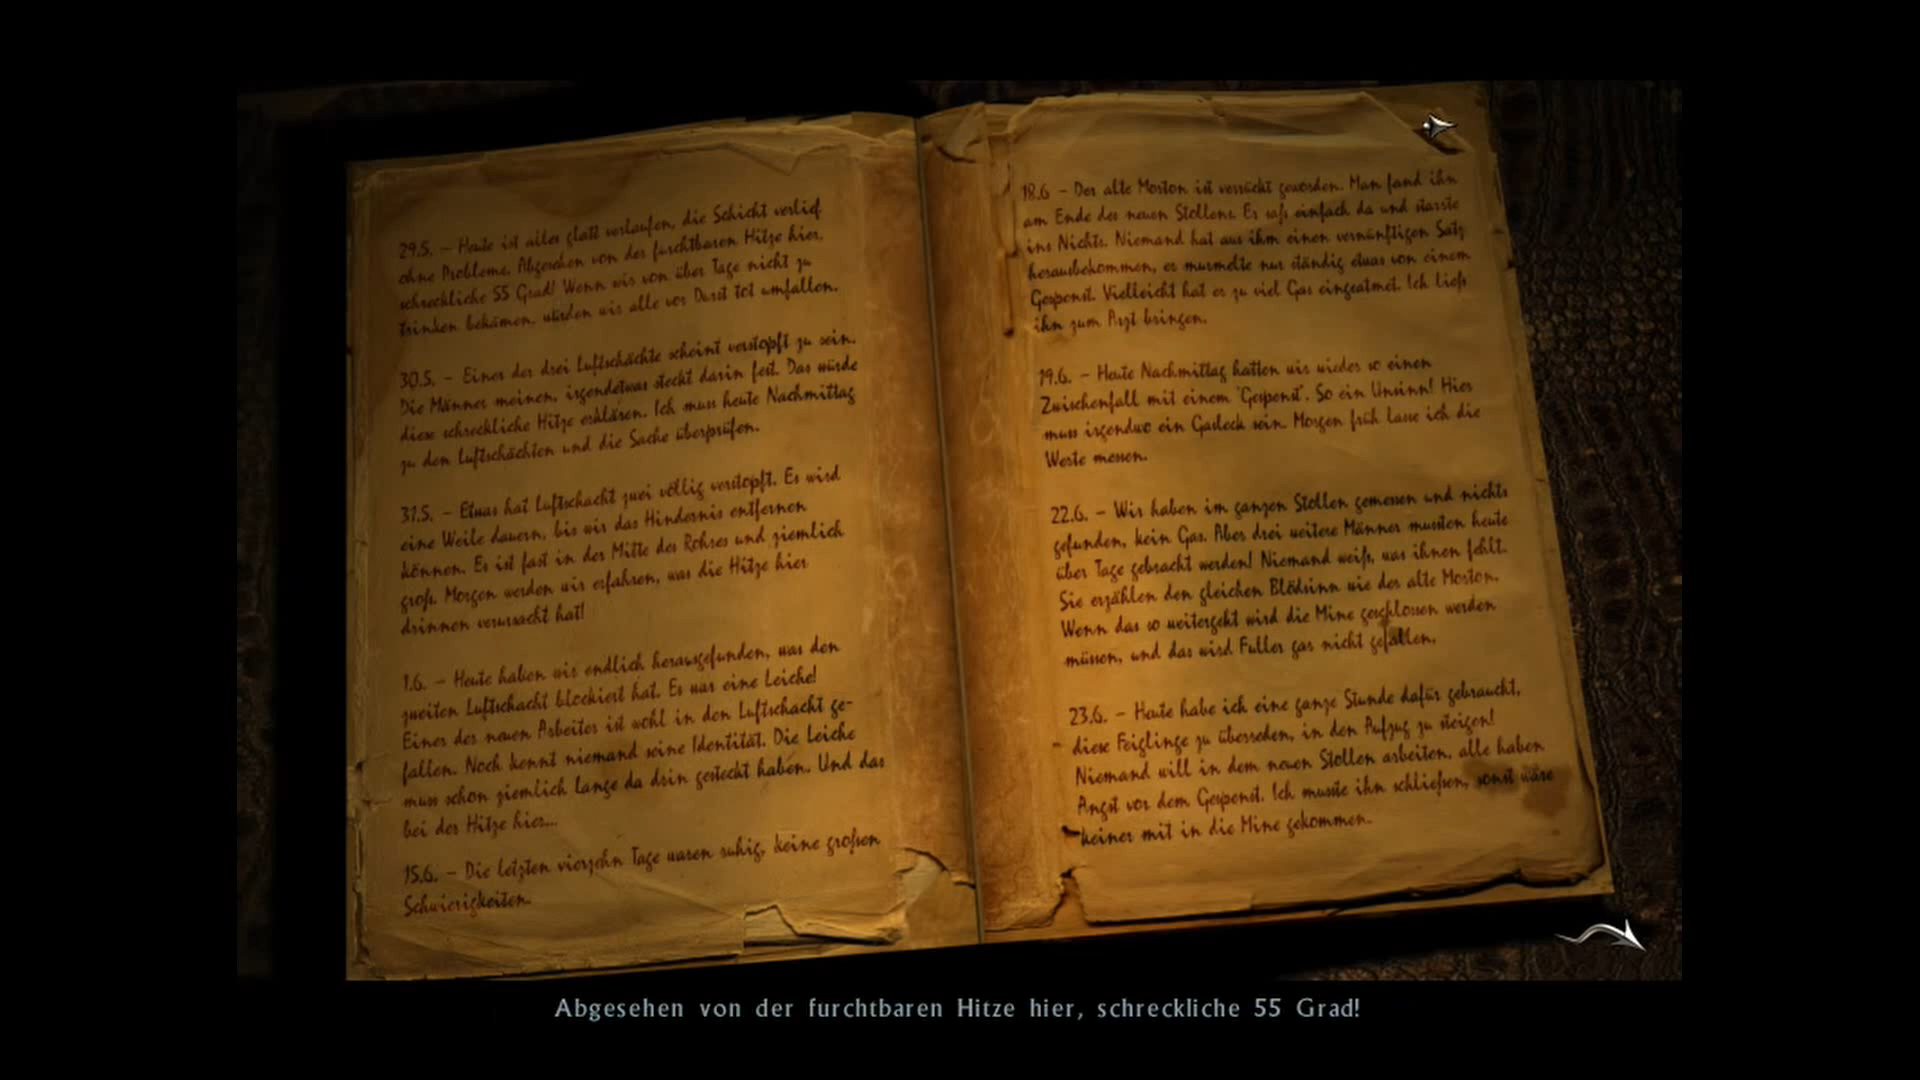 29.5. – Heute ist alles glatt verlaufen, die Schicht verlief
ohne Probleme. Abgesehen von der furchtbaren Hitze hier,
schreckliche 55 Grad! Wenn wir von über Tage nicht zu
trinken bekämen, würden wir alle vor Durst tot umfallen.
30.5. – Einer der drei Luftschächte scheint verstopft zu sein.
Die Männer meinen, irgendetwas steckt darin fest. Das würde
diese schreckliche Hitze erklären. Ich muss heute Nachmittag
zu den Luftschächten und die Sache überprüfen.
31.5. – Etwas hat Luftschacht zwei völlig verstopft. Es wird
eine Weile dauern, bis wir das Hindernis entfernen
können. Es ist fast in der Mitte des Rohres und ziemlich
groß. Morgen werden wir erfahren, was die Hitze hier
drinnen verursacht hat!
1.6. – Heute haben wir endlich herausgefunden, was den
zweiten Luftschacht blockiert hat. Es war eine Leiche!
Einer der neuen Arbeiter ist wohl in den Luftschacht ge-
fallen. Noch kennt niemand seine Identität. Die Leiche
muss schon ziemlich lange da drin gesteckt haben. Und das
bei der Hitze hier...
15.6. – Die letzten vierzehn Tage waren ruhig, keine großen
Schwierigkeiten.
18.6 – Der alte Morton ist verrückt geworden. Man fand ihn
am Ende des neuen Stollens. Er saß einfach da und starrte
ins Nichts. Niemand hat aus ihm einen vernünftigen Satz
herausbekommen, er murmelte nur ständig etwas von einem
Gespenst. Vielleicht hat er zu viel Gas eingeatmet. Ich ließ
ihn zum Arzt bringen.
19.6. – Heute Nachmittag hatten wir wieder so einen
Zwischenfall mit einem "Gespenst". So ein Unsinn! Hier
muss irgendwo ein Gasleck sein. Morgen früh lasse ich die
Werte messen.
22.6. – Wir haben im ganzen Stollen gemessen und nichts
gefunden, kein Gas. Aber drei weitere Männer mussten heute
über Tage gebracht werden! Niemand weiß, was ihnen fehlt.
Sie erzählen den gleichen Blödsinn wie der alte Morton.
Wenn das so weitergeht wird die Mine geschlossen werden
müssen, und das wird Fuller gar nicht gefallen.
23.6. – Heute habe ich eine ganze Stunde dafür gebraucht,
diese Feiglinge zu überreden, in den Aufzug zu steigen!
Niemand will in dem neuen Stollen arbeiten, alle haben
Angst vor dem Gespenst. Ich musste ihn schließen, sonst wäre
keiner mit in die Mine gekommen.
Abgesehen von der furchtbaren Hitze hier, schreckliche 55 Grad!